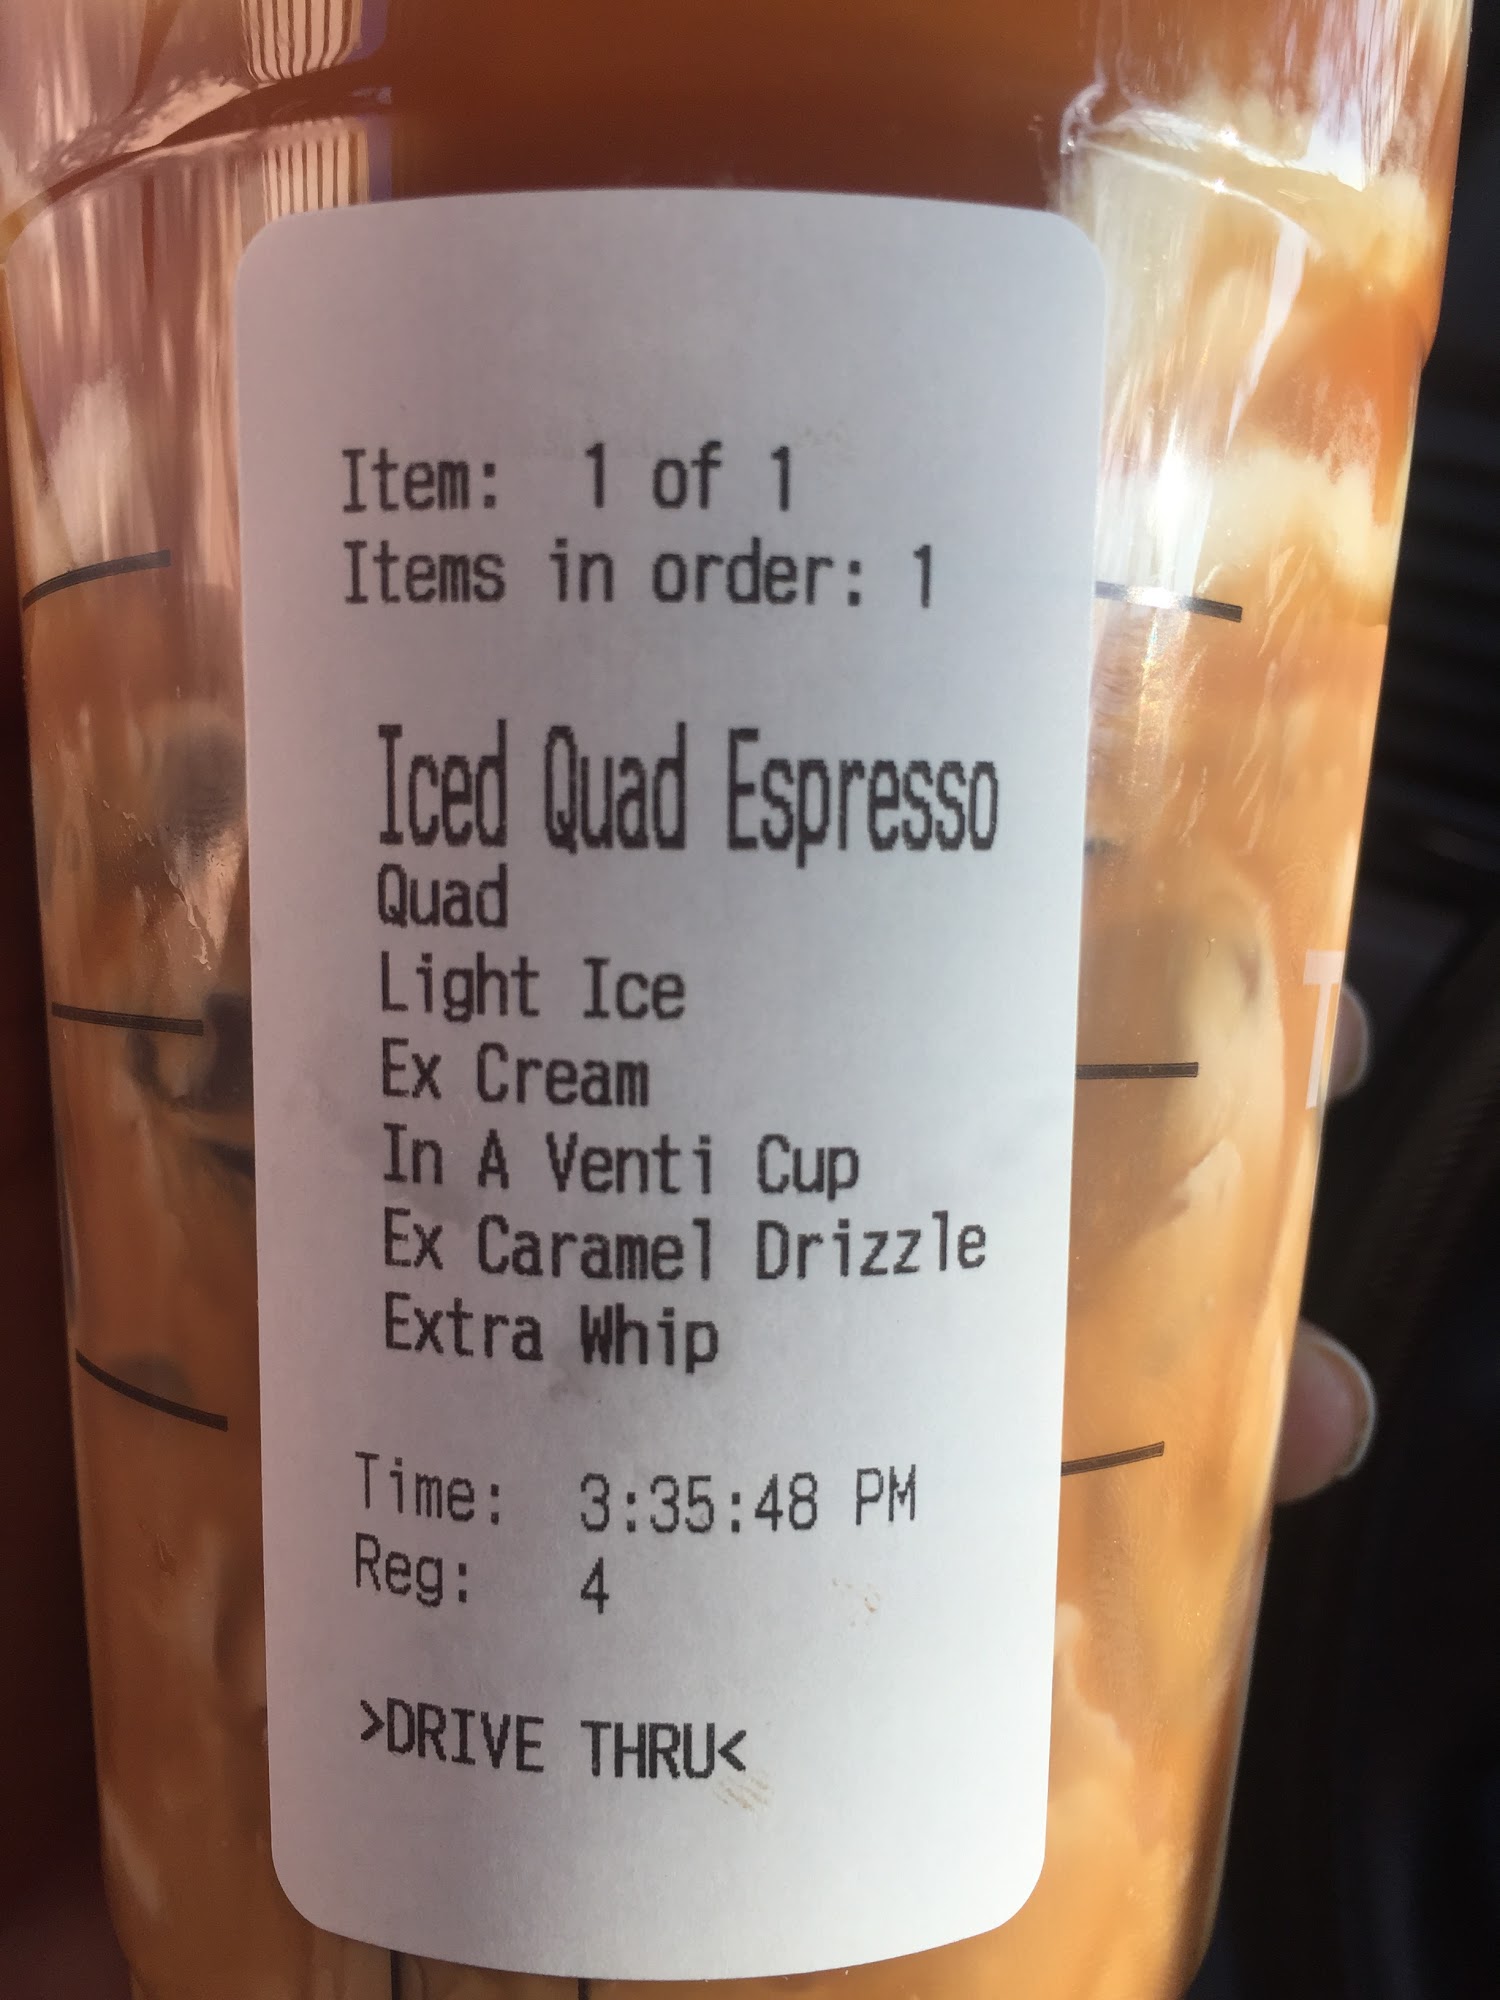 Item: 1 of 1
Items in order: 1
Iced Quad Espresso
Quad
Light Ice
Ex Cream
In A Venti Cup
Ex Caramel Drizzle
Extra Whip
Time: 3:35:48 PM
Reg: 4
>DRIVE THRU<
T